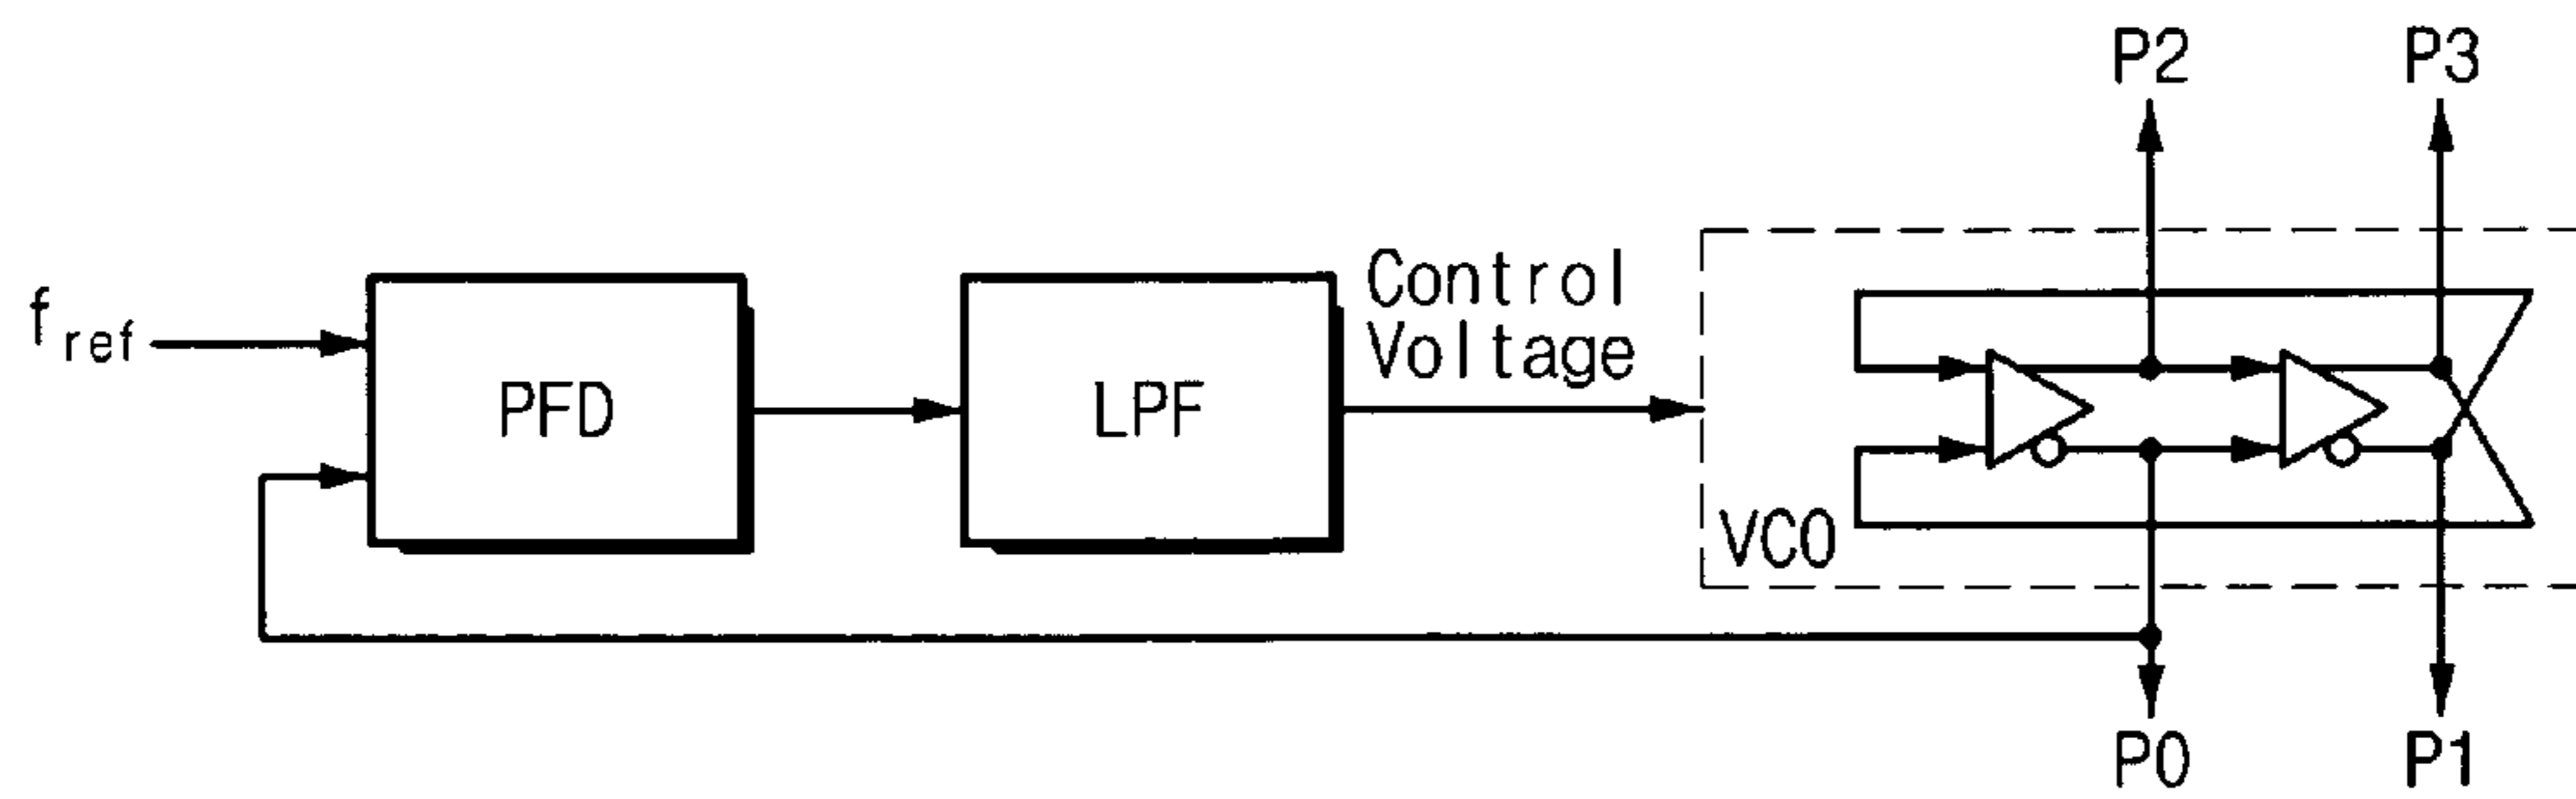 P2
P3
f ref
PFD
LPF
Control
Voltage
VCO
P0
P1